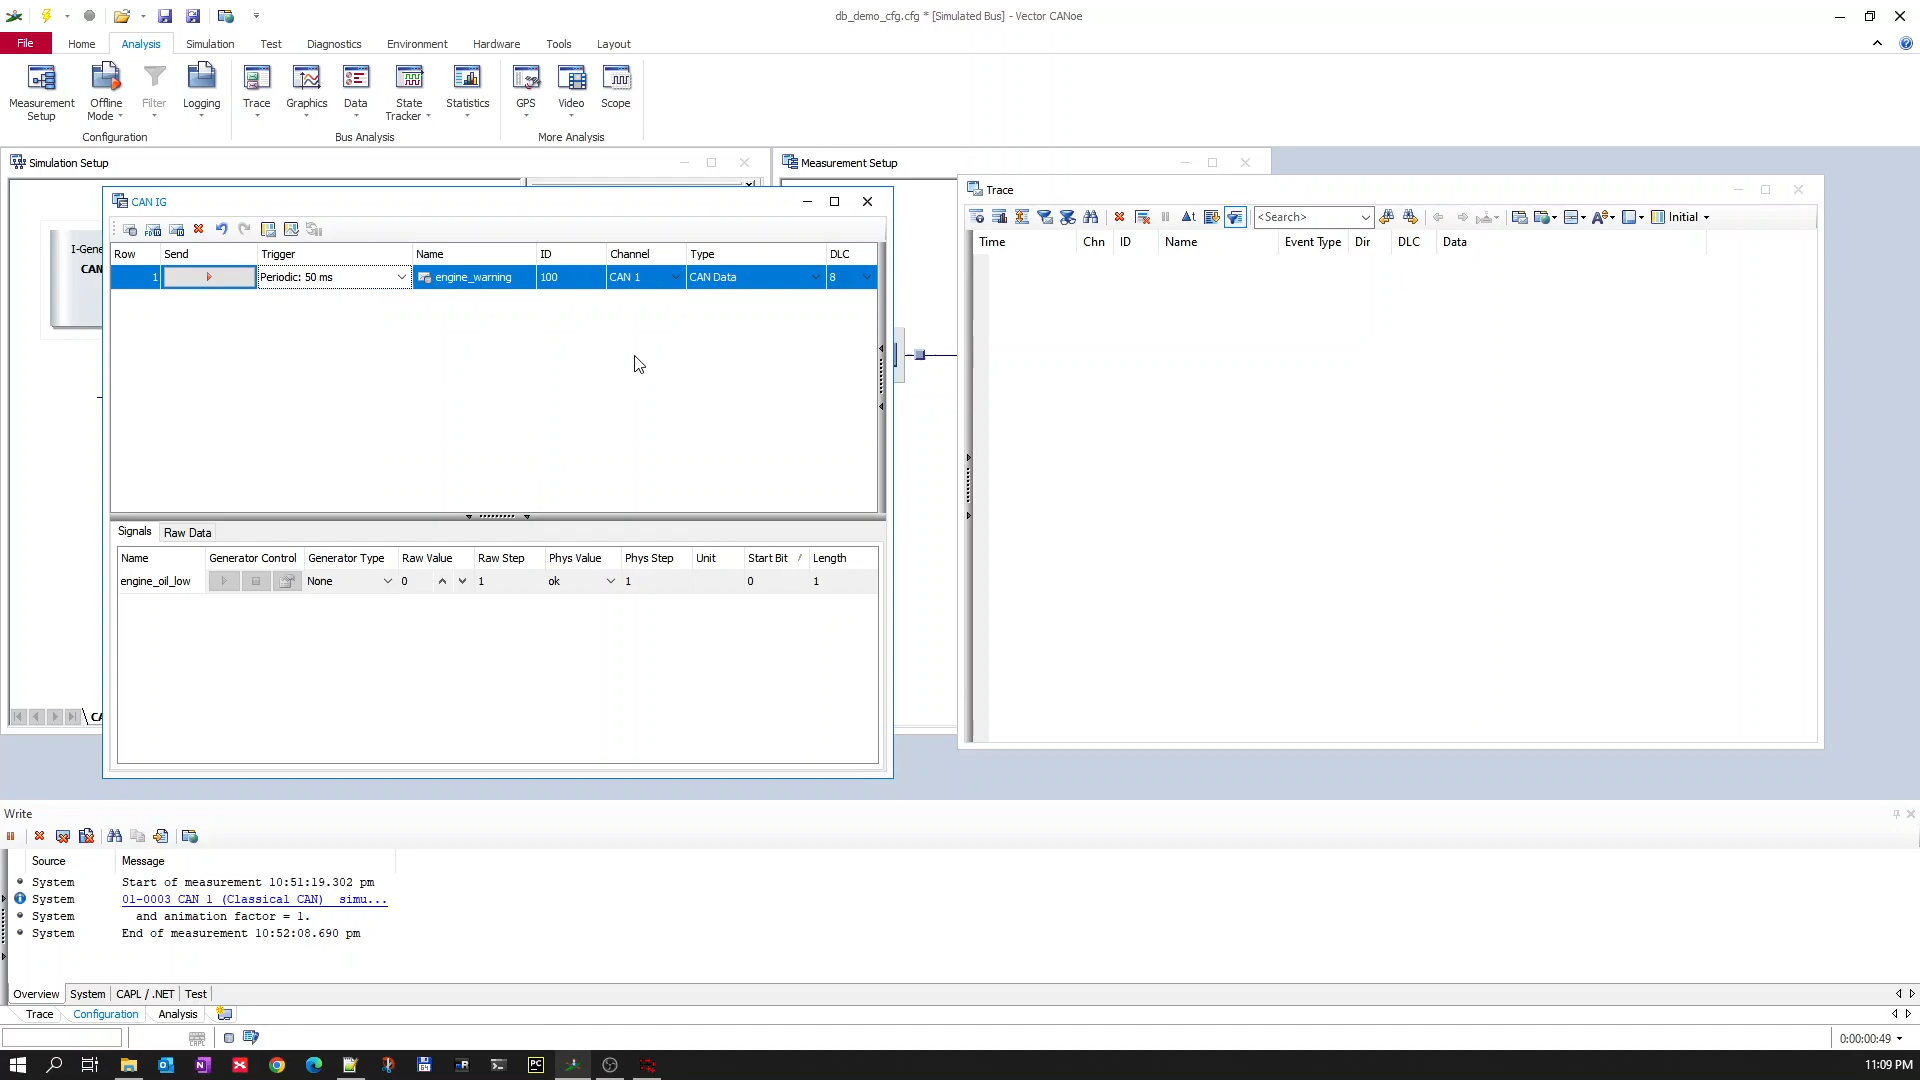 db_demo_cfg.cfg * [Simulated Bus] - Vector CANoe
File Home Analysis Simulation Test Diagnostics Environment Hardware Tools Layout
Measurement Setup
Offline Mode
Filter
Logging
Trace
Graphics
Data
State Tracker
Statistics
GPS
Video
Scope
Configuration
Bus Analysis
More Analysis
Simulation Setup
Measurement Setup
Trace
I-Gene
CAN
CAN IG
Row Send Trigger Name ID Channel Type DLC
1 Periodic: 50 ms engine_warning 100 CAN 1 CAN Data 8
Signals Raw Data
Name Generator Control Generator Type Raw Value Raw Step Phys Value Phys Step Unit Start Bit / Length
engine_oil_low None 0 1 ok 1 0 1
<Search> Initial
Time Chn ID Name Event Type Dir DLC Data
CA
Write
Source Message
System Start of measurement 10:51:19.302 pm
System 01-0003 CAN 1 (Classical CAN) simu...
System and animation factor = 1.
System End of measurement 10:52:08.690 pm
Overview System CAPL / .NET Test
Trace Configuration Analysis
0:00:00:49
11:09 PM